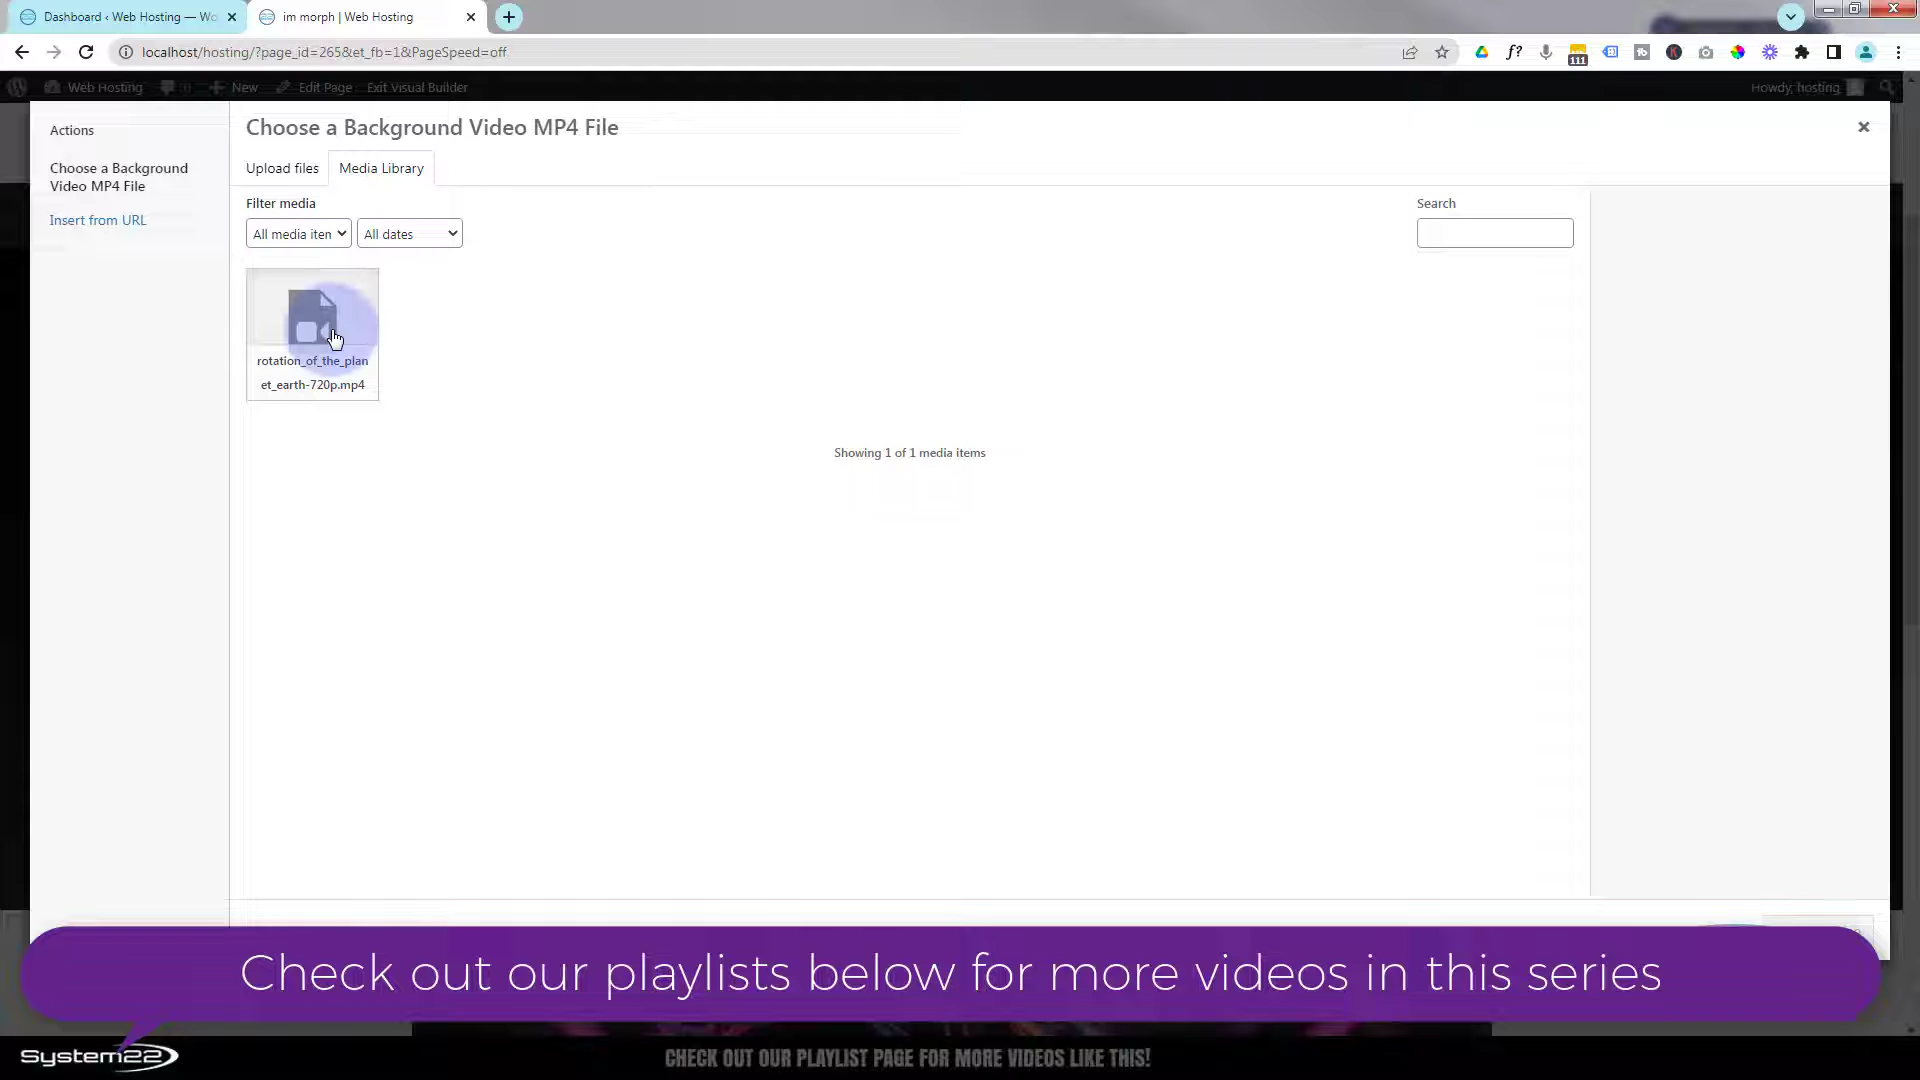 Dashboard ‹ Web Hosting — Wo
im morph | Web Hosting
localhost/hosting/?page_id=265&et_fb=1&PageSpeed=off
f?
111
Web Hosting
New
Edit Page
Exit Visual Builder
Howdy, hosting
Actions
Choose a Background
Video MP4 File
Insert from URL
Choose a Background Video MP4 File
Upload files
Media Library
Filter media
All media iten
All dates
Search
rotation_of_the_plan
et_earth-720p.mp4
Showing 1 of 1 media items
Check out our playlists below for more videos in this series
System22
CHECK OUT OUR PLAYLIST PAGE FOR MORE VIDEOS LIKE THIS!